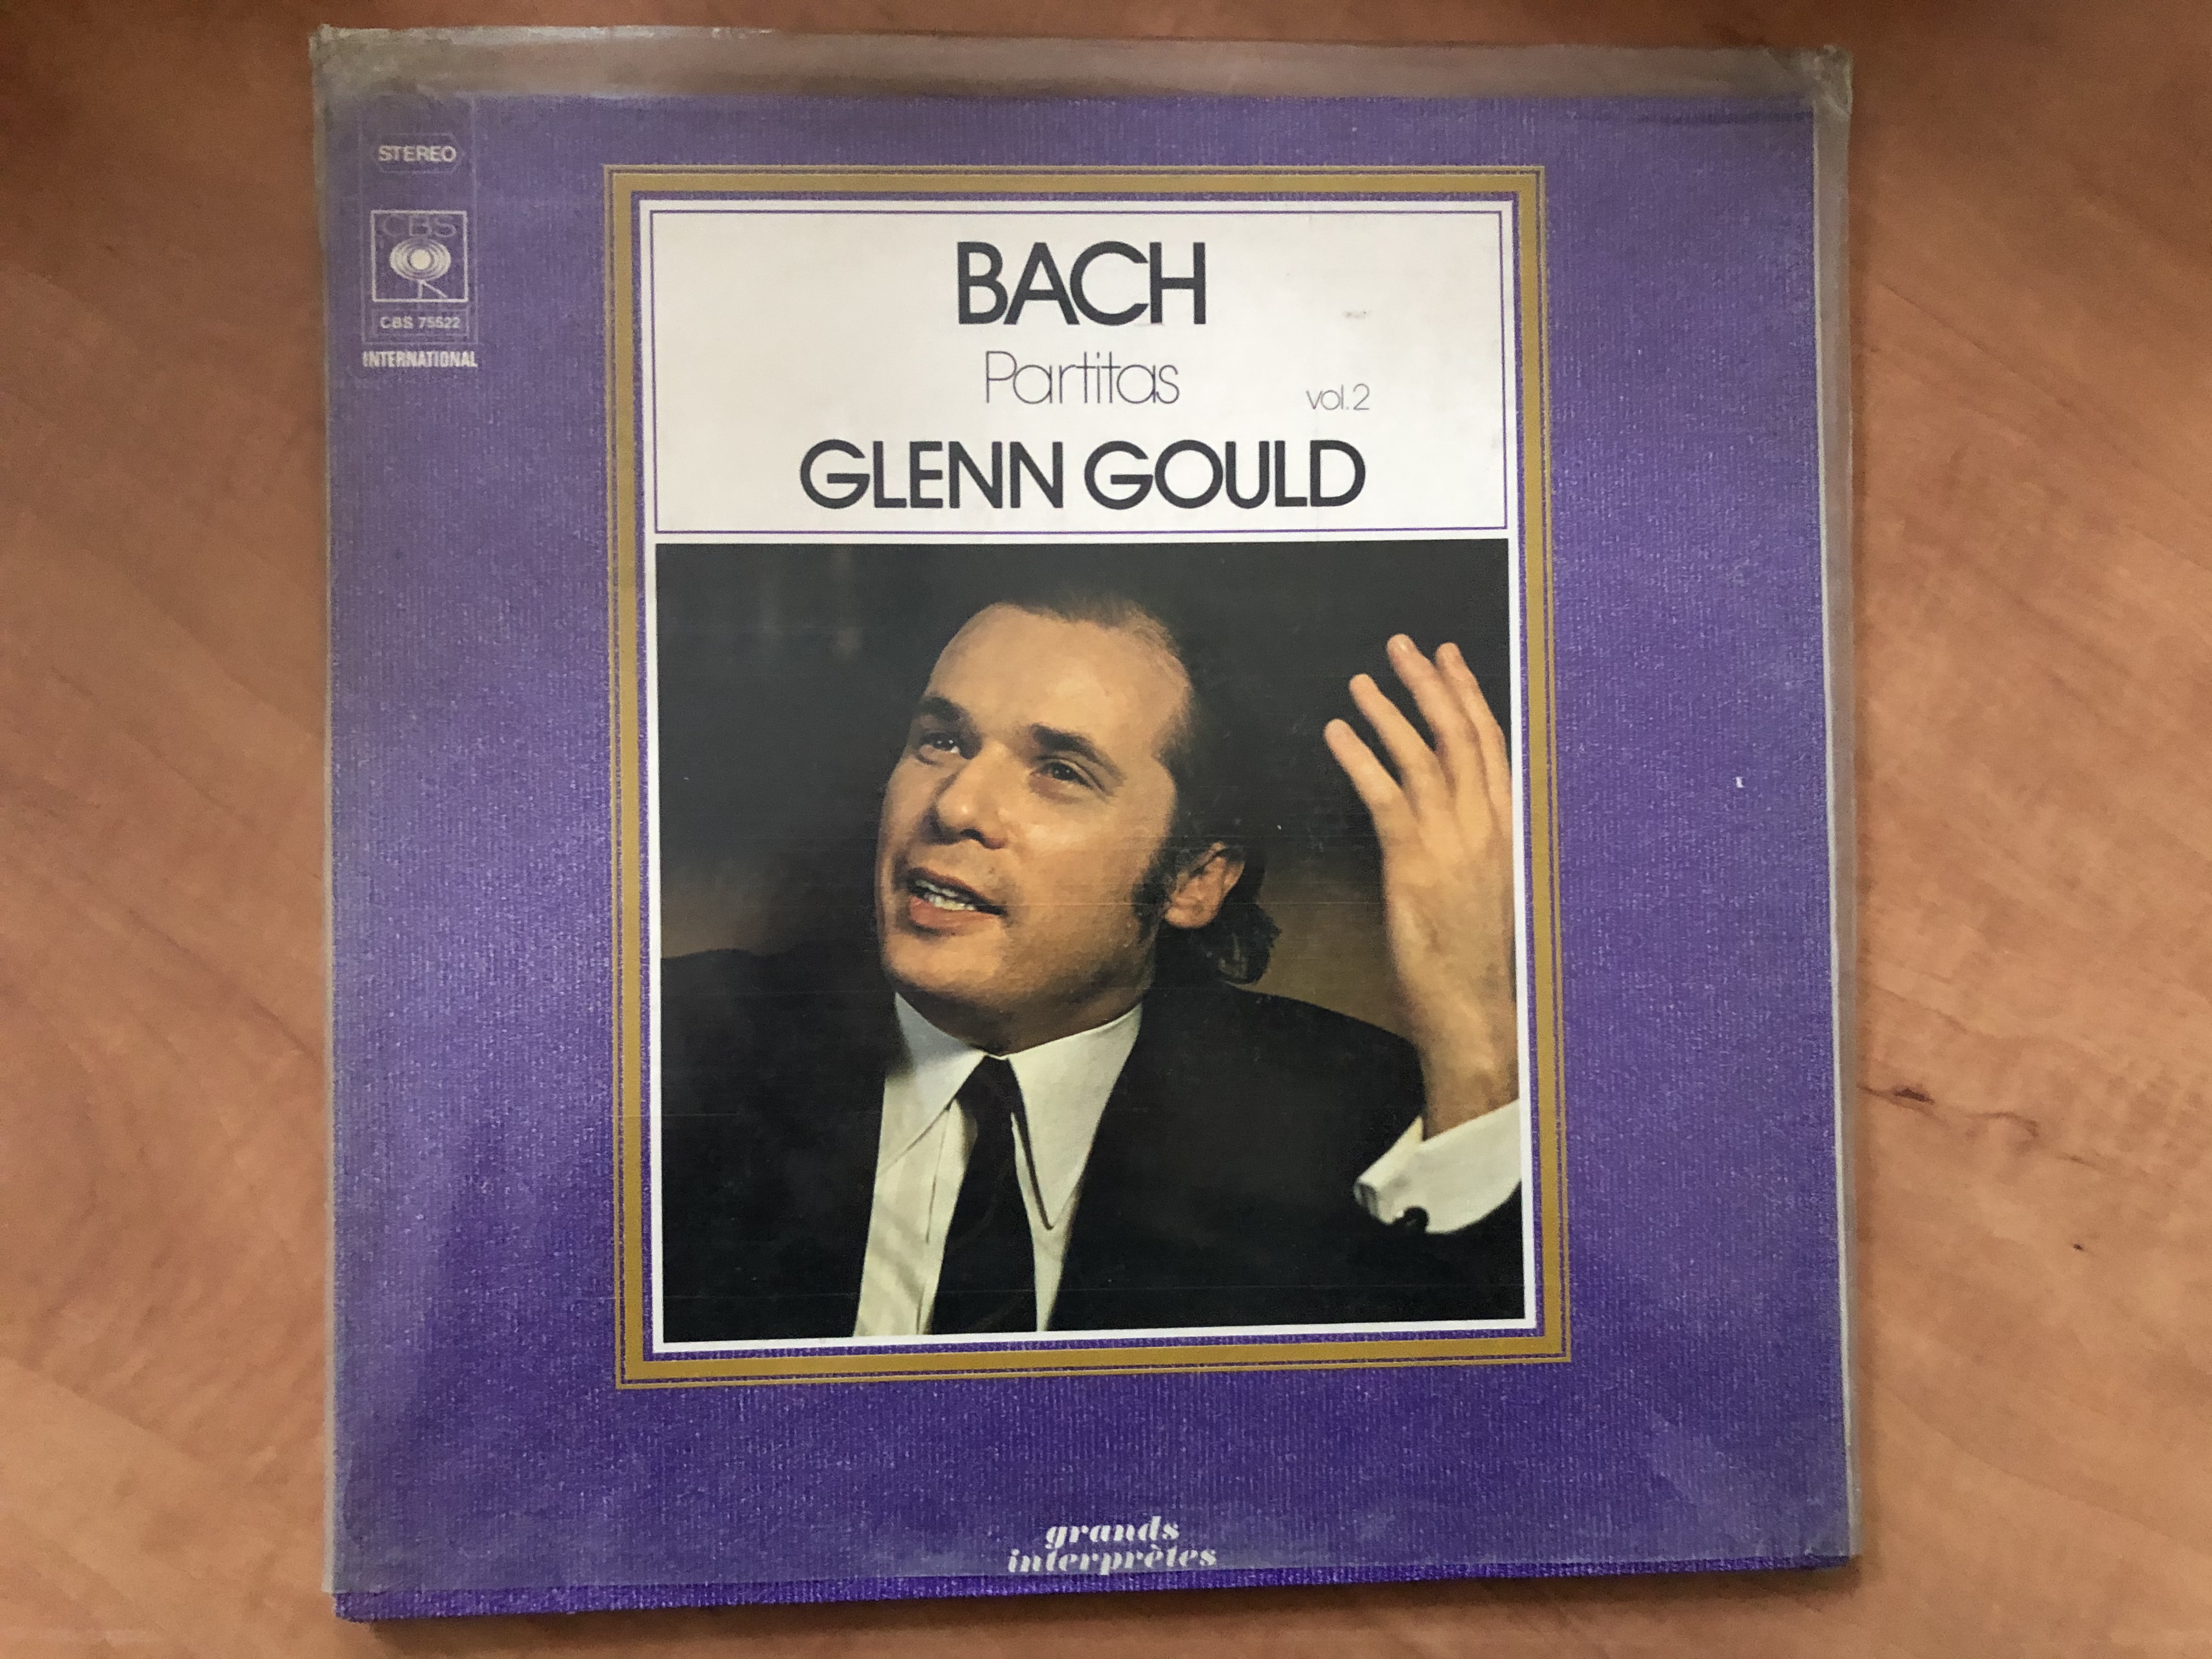 STEREO
CBS
CBS 75522
INTERNATIONAL
BACH
Partitas
vol.2
GLENN GOULD
grands
interprètes